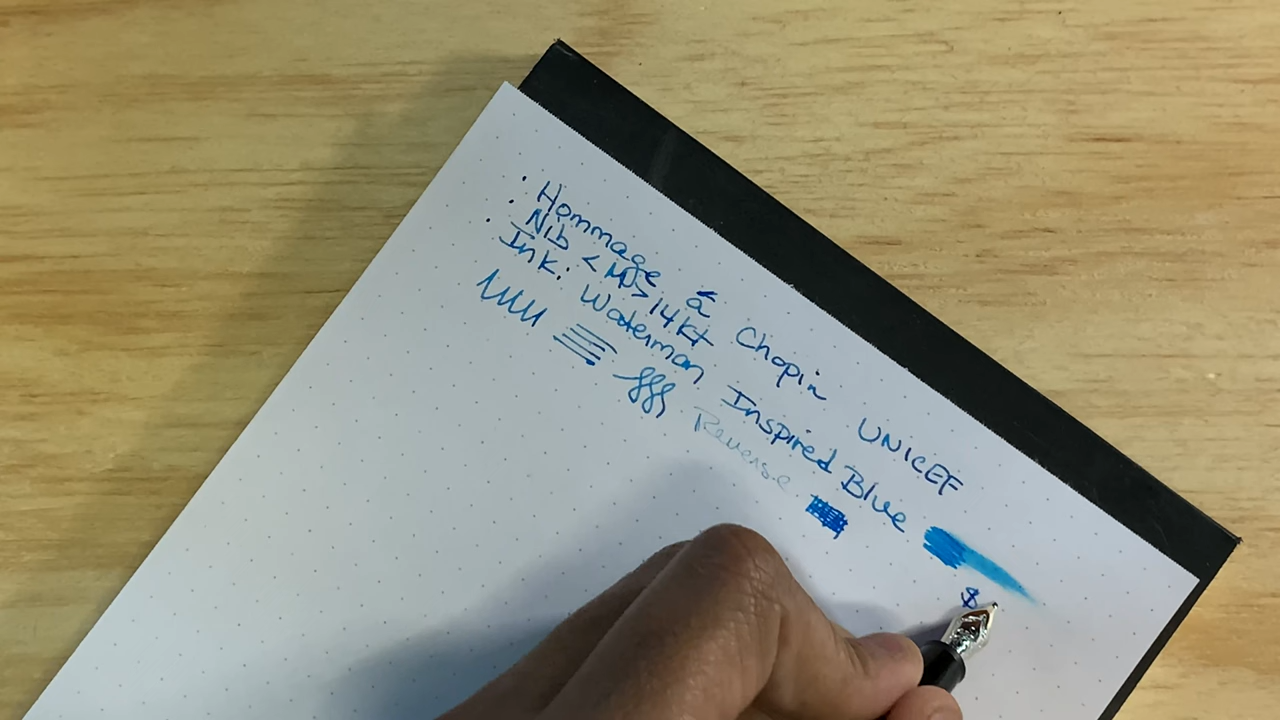 · Hommage à Chopin UNICEF
· Nib <M> 14kt
· Ink: Waterman Inspired Blue
Reverse
$